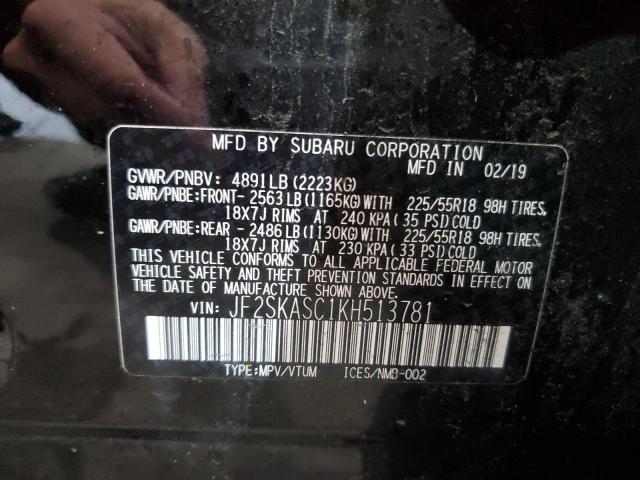 MFD BY SUBARU CORPORATION
MFD IN 02/19
GVWR/PNBV: 4891LB (2223KG)
GAWR/PNBE:FRONT- 2563 LB (1165KG) WITH 225/55R18 98H TIRES,
18X7J RIMS AT 240 KPA ( 35 PSI) COLD
GAWR/PNBE:REAR - 2486 LB (1130KG) WITH 225/55R18 98H TIRES,
18X7J RIMS AT 230 KPA ( 33 PSI) COLD
THIS VEHICLE CONFORMS TO ALL APPLICABLE FEDERAL MOTOR
VEHICLE SAFETY AND THEFT PREVENTION STANDARDS IN EFFECT ON
THE DATE OF MANUFACTURE SHOWN ABOVE.
VIN: JF2SKASC1KH513781
TYPE:MPV/VTUM ICES/NMB-002